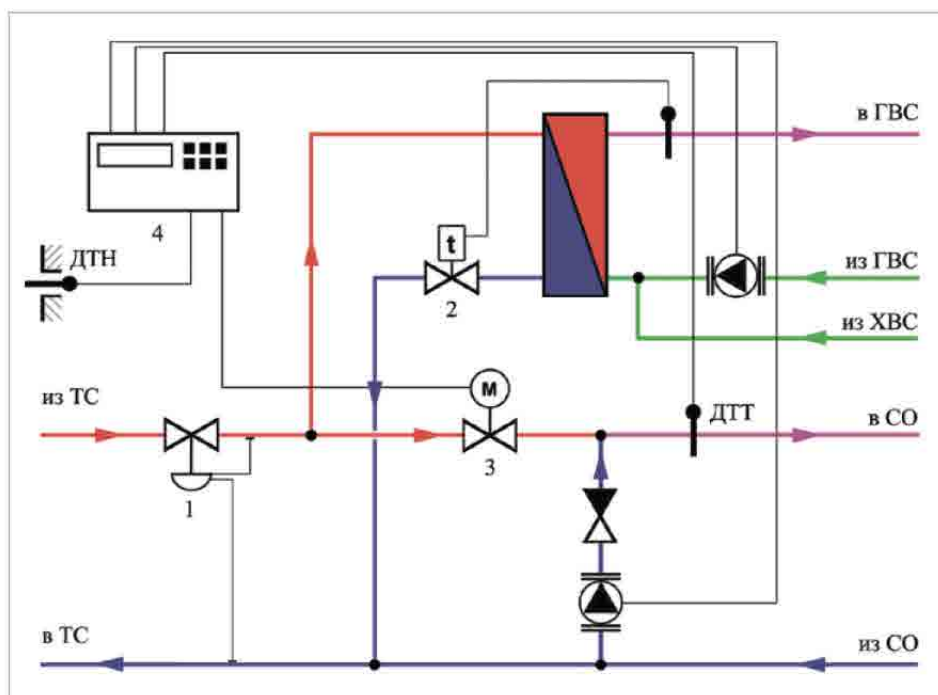 в ГВС
4
ДТН
t
из ГВС
2
из ХВС
из ТС
М
ДТТ
в СО
3
1
в ТС
из СО